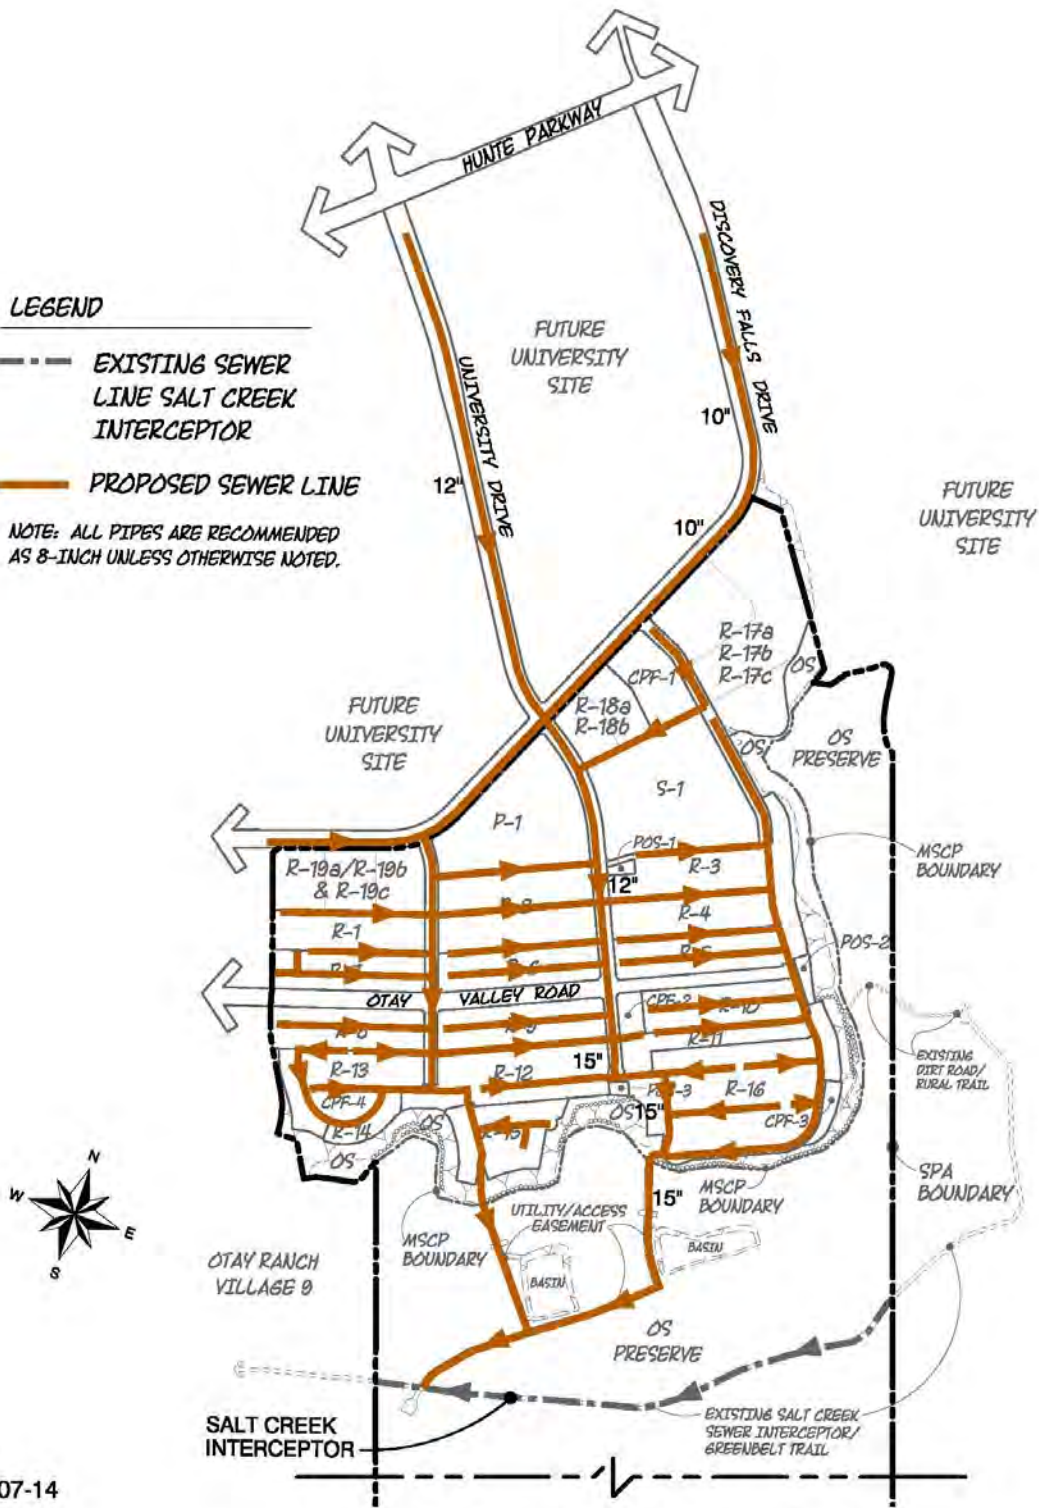 HUNTE PARKWAY
DISCOVERY FALLS DRIVE
LEGEND
EXISTING SEWER
LINE SALT CREEK
INTERCEPTOR
PROPOSED SEWER LINE
NOTE: ALL PIPES ARE RECOMMENDED
AS 8-INCH UNLESS OTHERWISE NOTED.
FUTURE
UNIVERSITY
SITE
UNIVERSITY DRIVE
10"
12"
10"
FUTURE
UNIVERSITY
SITE
R-17a
R-17b
R-17c
OS
CPF-1
R-18a
R-18b
FUTURE
UNIVERSITY
SITE
OS
OS
PRESERVE
S-1
P-1
POS-1
MSCP
BOUNDARY
R-19a/R-19b
& R-19c
R-3
12"
R-4
R-1
POS-2
OTAY VALLEY ROAD
CPF-2
R-11
15"
R-13
R-12
R-16
EXISTING
DIRT ROAD/
RURAL TRAIL
CPF-4
OS
15"
CPF-3
R-14
OS
OS
N
W
E
S
SPA
BOUNDARY
MSCP
BOUNDARY
15"
UTILITY/ACCESS
EASEMENT
MSCP
BOUNDARY
BASIN
BASIN
OTAY RANCH
VILLAGE 9
OS
PRESERVE
SALT CREEK
INTERCEPTOR
EXISTING SALT CREEK
SEWER INTERCEPTOR/
GREENBELT TRAIL
07-14